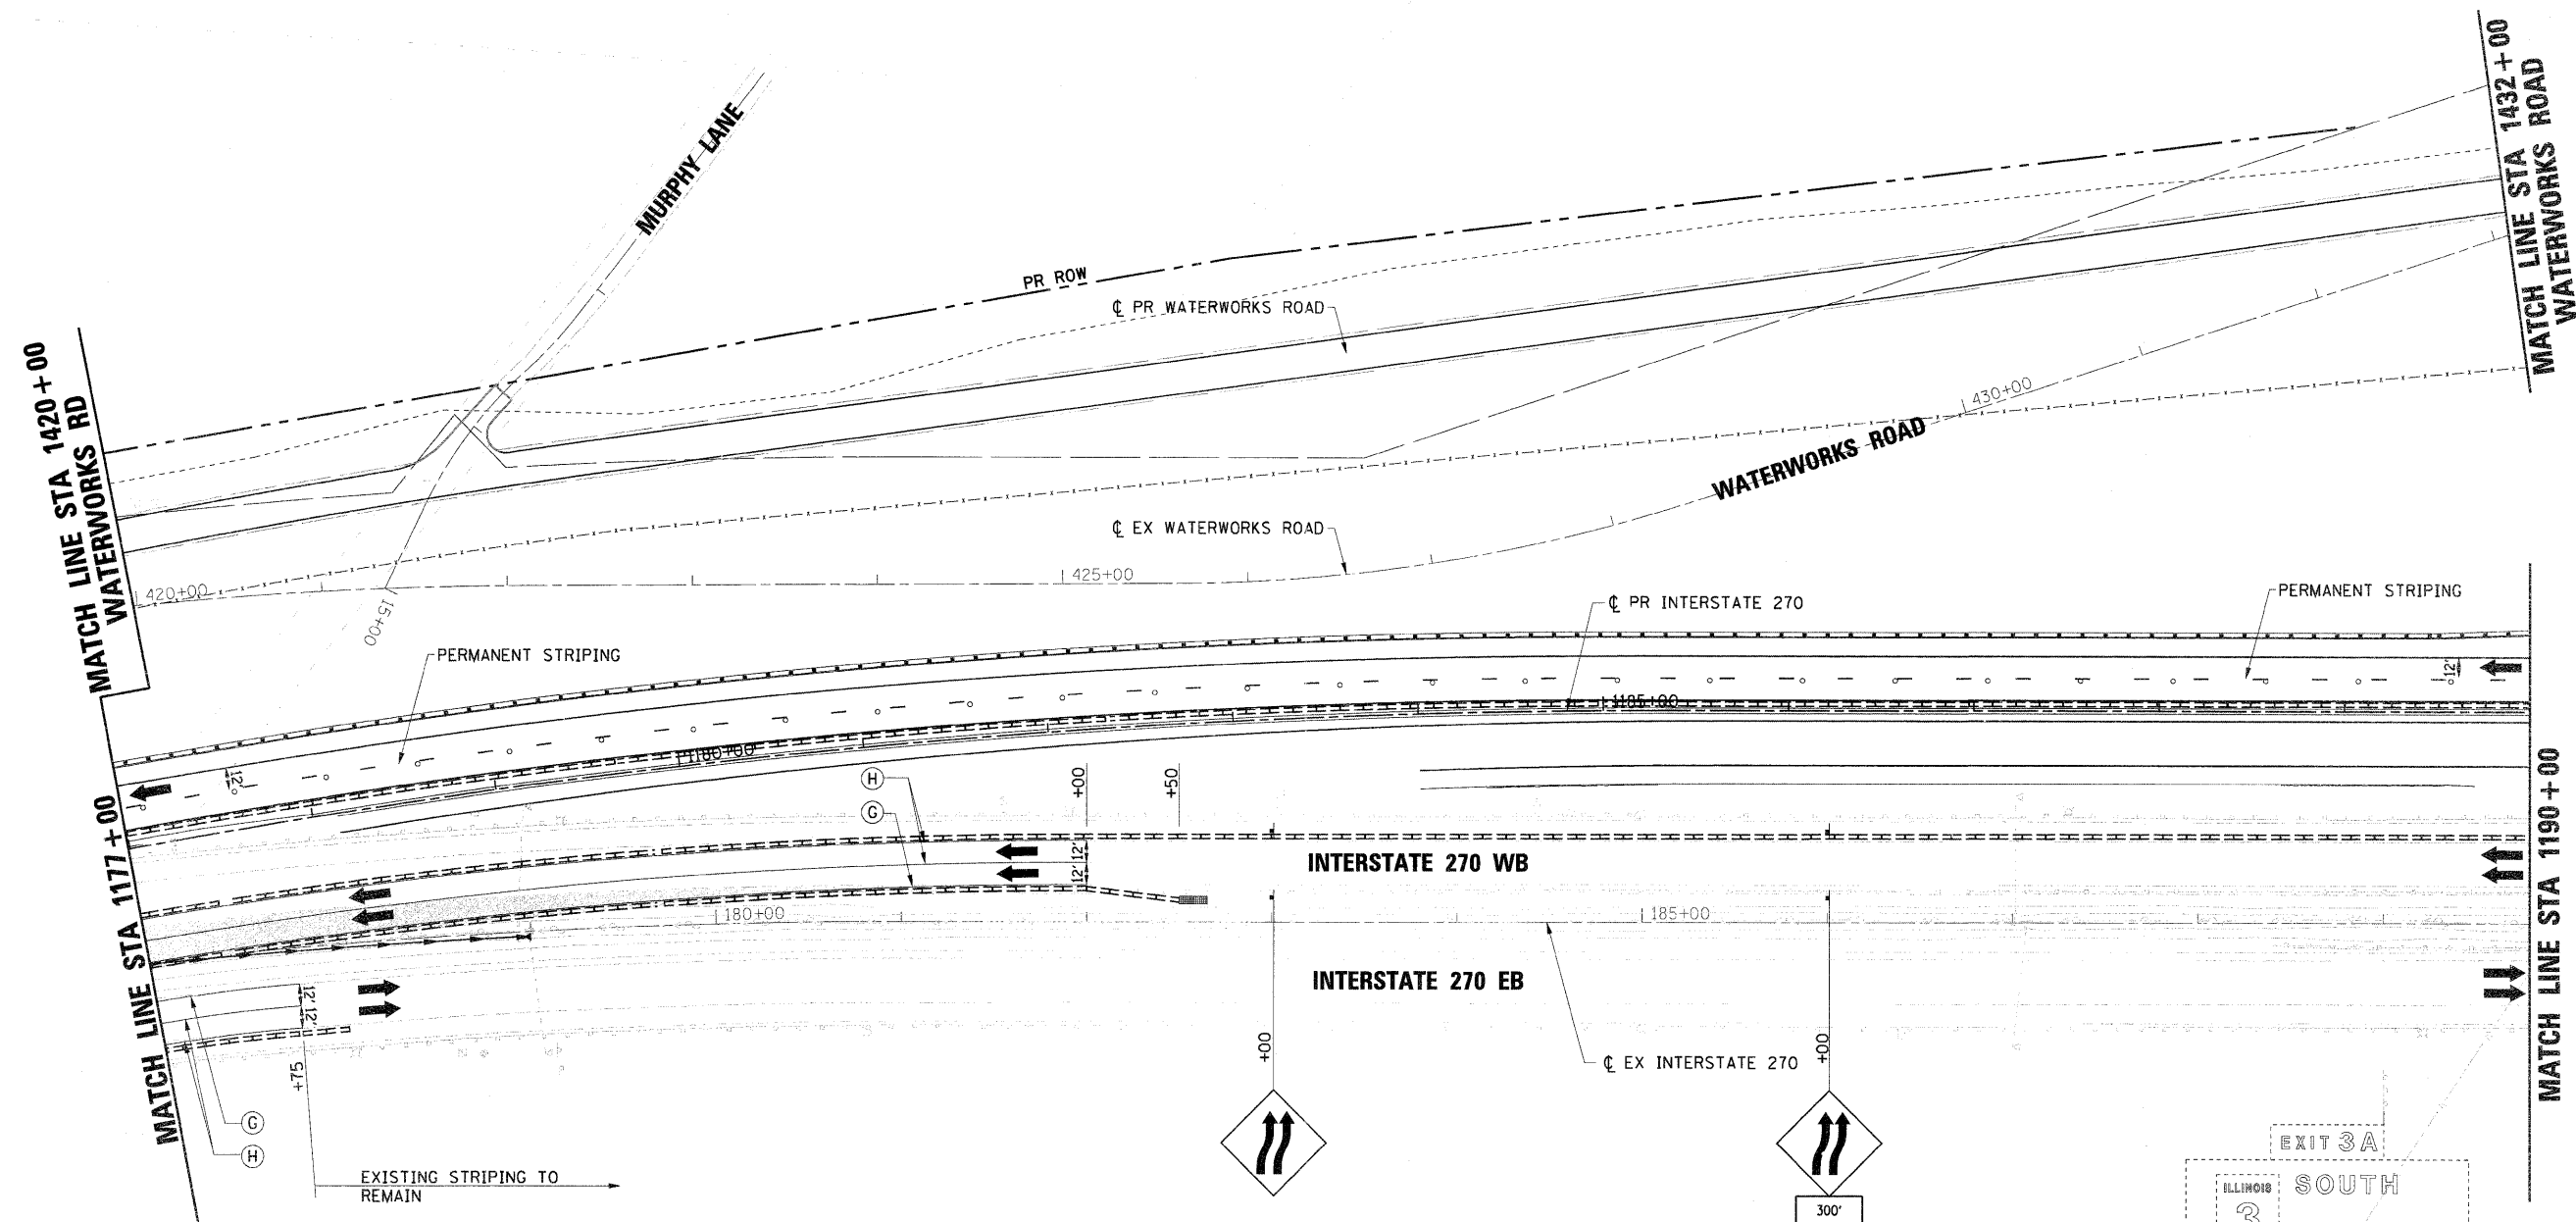 MATCH LINE STA 1432+00
WATERWORKS ROAD
MURPHY LANE
PR ROW
℄ PR WATERWORKS ROAD
MATCH LINE STA 1420+00
WATERWORKS RD
430+00
WATERWORKS ROAD
℄ EX WATERWORKS ROAD
420+00
425+00
15+00
℄ PR INTERSTATE 270
PERMANENT STRIPING
PERMANENT STRIPING
12'
1185+00
1180+00
12'
+00
+50
H
G
MATCH LINE STA 1177+00
MATCH LINE STA 1190+00
12'
12'
INTERSTATE 270 WB
180+00
185+00
INTERSTATE 270 EB
12'
12'
+00
+00
℄ EX INTERSTATE 270
+75
G
H
EXISTING STRIPING TO
REMAIN
300'
EXIT 3A
ILLINOIS
3
SOUTH